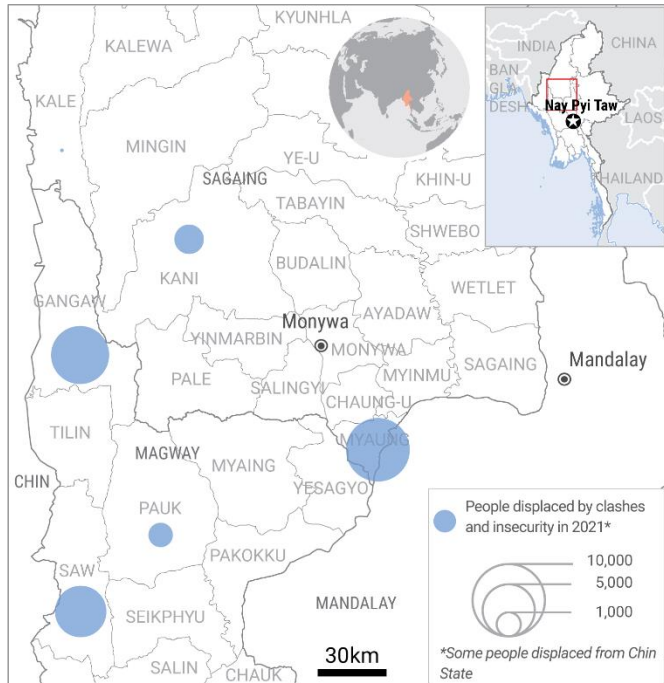 KYUNHLA
KALEWA
KALE
MINGIN
YE-U
SAGAING
KHIN-U
TABAYIN
SHWEBO
KANI
BUDALIN
WETLET
GANGAW
AYADAW
YINMARBIN
Monywa
MONYWA
PALE
SALINGYI
MYINMU
SAGAING
Mandalay
CHAUNG-U
TILIN
MYAUNG
MAGWAY
MYAING
CHIN
YESAGYO
PAUK
PAKOKKU
SAW
SEIKPHYU
MANDALAY
SALIN
CHAUK
30km
INDIA
CHINA
BAN
GLA
DESH
Nay Pyi Taw
LAOS
THAILAND
People displaced by clashes
and insecurity in 2021*
10,000
5,000
1,000
*Some people displaced from Chin
State